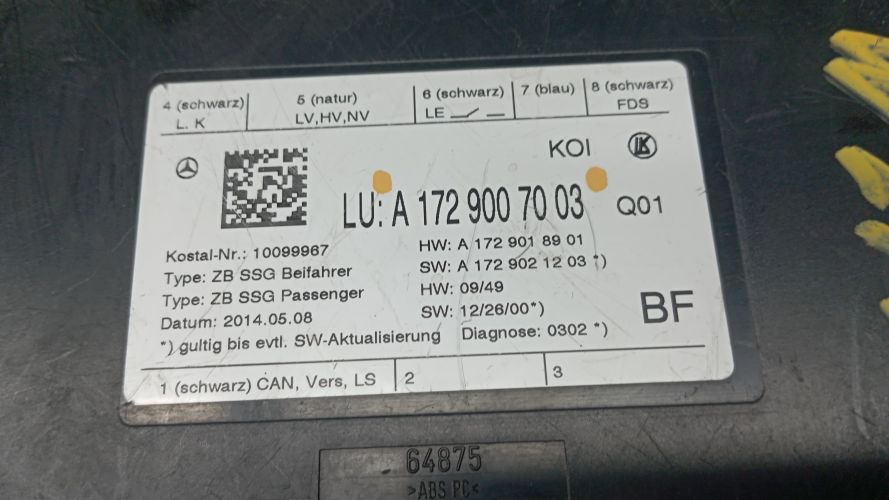 4 (schwarz) 5 (natur) 6 (schwarz) 7 (blau) 8 (schwarz)
L. K LV,HV,NV LE FDS
KOI LK
LU: A 172 900 70 03 Q01
Kostal-Nr.: 10099967 HW: A 172 901 89 01
Type: ZB SSG Beifahrer SW: A 172 902 12 03 *)
Type: ZB SSG Passenger HW: 09/49
Datum: 2014.05.08 SW: 12/26/00*) BF
*) gultig bis evtl. SW-Aktualisierung Diagnose: 0302 *)
1 (schwarz) CAN, Vers, LS 2 3
64875
>ABS PC<